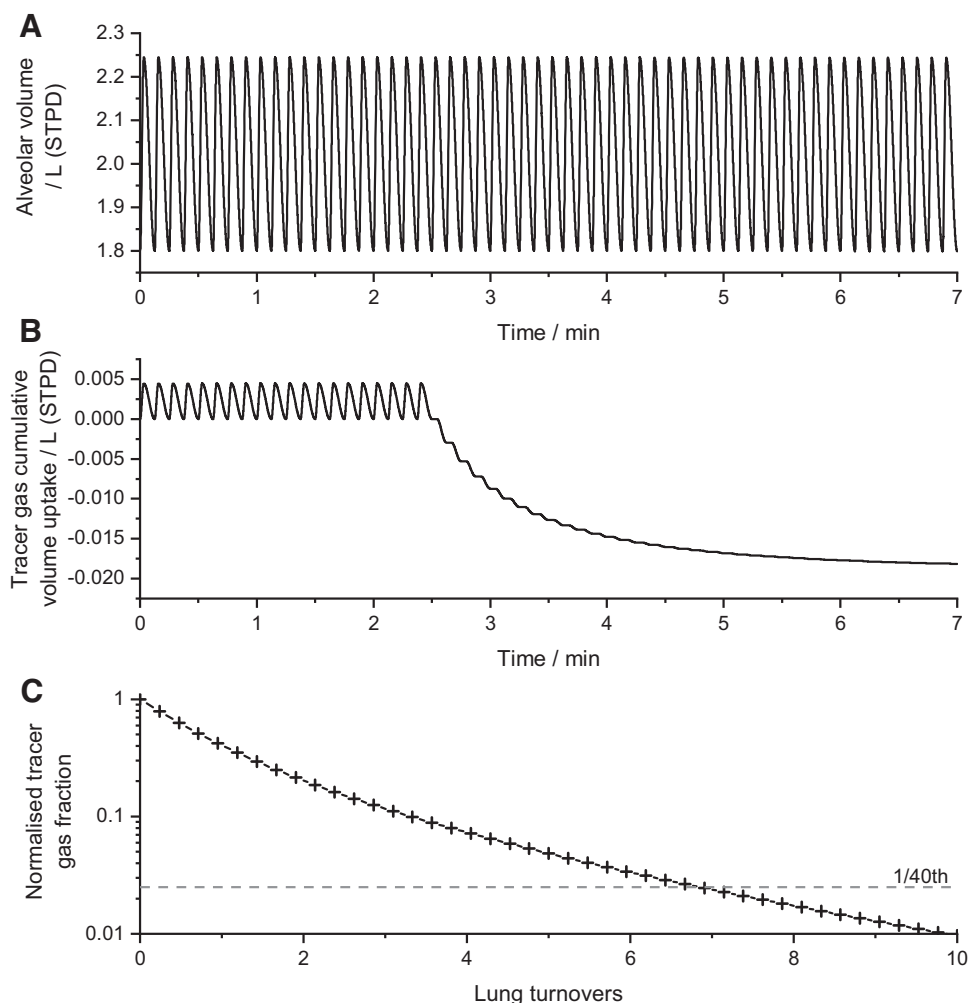 A
Alveolar volume
/ L (STPD)
2.3
2.2
2.1
2.0
1.9
1.8
0 1 2 3 4 5 6 7
Time / min
B
Tracer gas cumulative
volume uptake / L (STPD)
0.005
0.000
-0.005
-0.010
-0.015
-0.020
0 1 2 3 4 5 6 7
Time / min
C
Normalised tracer
gas fraction
1
0.1
0.01
1/40th
0 2 4 6 8 10
Lung turnovers